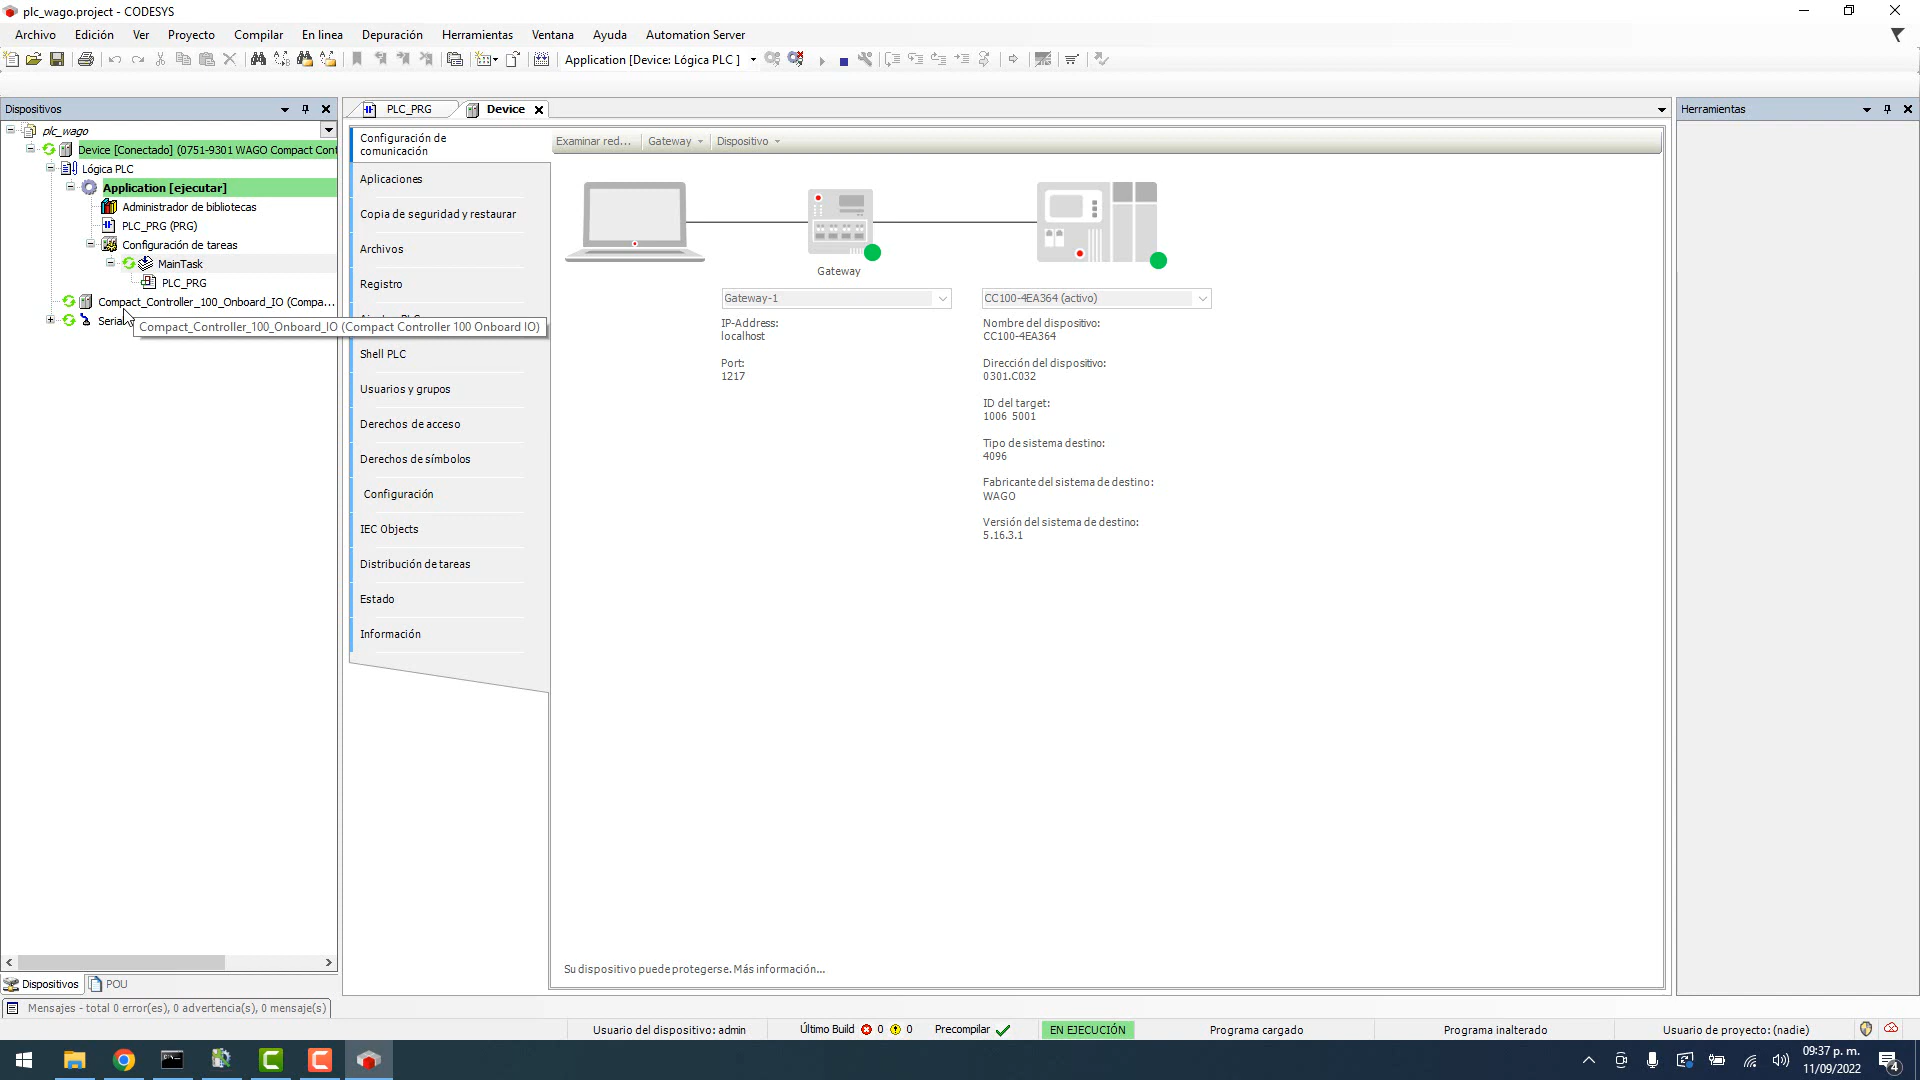 plc_wago.project - CODESYS
Archivo Edición Ver Proyecto Compilar En linea Depuración Herramientas Ventana Ayuda Automation Server
Application [Device: Lógica PLC ]
Dispositivos
plc_wago
Device [Conectado] (0751-9301 WAGO Compact Cont
Lógica PLC
Application [ejecutar]
Administrador de bibliotecas
PLC_PRG (PRG)
Configuración de tareas
MainTask
PLC_PRG
Compact_Controller_100_Onboard_IO (Compa...
Serial
Compact_Controller_100_Onboard_IO (Compact Controller 100 Onboard IO)
Dispositivos POU
PLC_PRG Device
Configuración de
comunicación
Aplicaciones
Copia de seguridad y restaurar
Archivos
Registro
Shell PLC
Usuarios y grupos
Derechos de acceso
Derechos de símbolos
Configuración
IEC Objects
Distribución de tareas
Estado
Información
Examinar red... Gateway Dispositivo
Gateway
Gateway-1
IP-Address:
localhost
Port:
1217
CC100-4EA364 (activo)
Nombre del dispositivo:
CC100-4EA364
Dirección del dispositivo:
0301.C032
ID del target:
1006 5001
Tipo de sistema destino:
4096
Fabricante del sistema de destino:
WAGO
Versión del sistema de destino:
5.16.3.1
Su dispositivo puede protegerse. Más información...
Herramientas
Mensajes - total 0 error(es), 0 advertencia(s), 0 mensaje(s)
Usuario del dispositivo: admin Último Build 0 0 Precompilar EN EJECUCIÓN Programa cargado Programa inalterado Usuario de proyecto: (nadie)
09:37 p. m.
11/09/2022
4